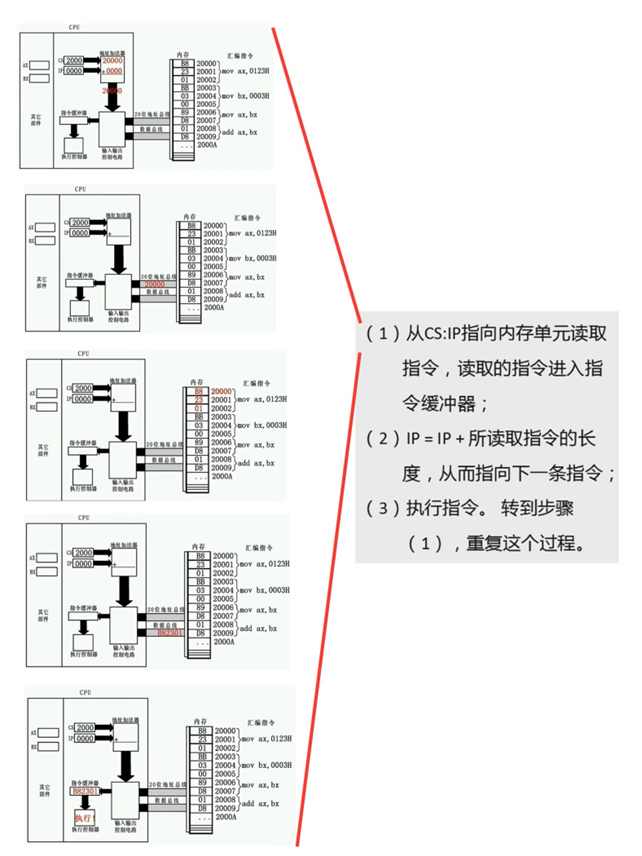 CPU
内存 汇编指令
CS 2000 地址加法器
20000
IP 0000 +0000
20000
AX
BX
其它
部件
指令缓冲器
执行控制器
输入输出
控制电路
20位地址总线
数据总线
B8 20000
23 20001 mov ax,0123H
01 20002
BB 20003
03 20004 mov bx,0003H
00 20005
89 20006 mov ax,bx
D8 20007
01 20008 add ax,bx
D8 20009
... 2000A
CPU
内存 汇编指令
CS 2000 地址加法器
IP 0000 +
AX
BX
其它
部件
指令缓冲器
执行控制器
输入输出
控制电路
20位地址总线
20000
数据总线
B8 20000
23 20001 mov ax,0123H
01 20002
BB 20003
03 20004 mov bx,0003H
00 20005
89 20006 mov ax,bx
D8 20007
01 20008 add ax,bx
D8 20009
... 2000A
CPU
内存 汇编指令
CS 2000 地址加法器
IP 0000 +
AX
BX
其它
部件
指令缓冲器
执行控制器
输入输出
控制电路
20位地址总线
数据总线
B8 20000
23 20001 mov ax,0123H
01 20002
BB 20003
03 20004 mov bx,0003H
00 20005
89 20006 mov ax,bx
D8 20007
01 20008 add ax,bx
D8 20009
... 2000A
CPU
内存 汇编指令
CS 2000 地址加法器
IP 0000 +
AX
BX
其它
部件
指令缓冲器
执行控制器
输入输出
控制电路
20位地址总线
数据总线
B82301
B8 20000
23 20001 mov ax,0123H
01 20002
BB 20003
03 20004 mov bx,0003H
00 20005
89 20006 mov ax,bx
D8 20007
01 20008 add ax,bx
D8 20009
... 2000A
CPU
内存 汇编指令
CS 2000 地址加法器
IP 0000 +
AX
BX
其它
部件
指令缓冲器
B82301
执行!
执行控制器
输入输出
控制电路
20位地址总线
数据总线
B8 20000
23 20001 mov ax,0123H
01 20002
BB 20003
03 20004 mov bx,0003H
00 20005
89 20006 mov ax,bx
D8 20007
01 20008 add ax,bx
D8 20009
... 2000A
（1）从CS:IP指向内存单元读取
指令，读取的指令进入指
令缓冲器；
（2）IP = IP + 所读取指令的长
度，从而指向下一条指令；
（3）执行指令。 转到步骤
（1），重复这个过程。